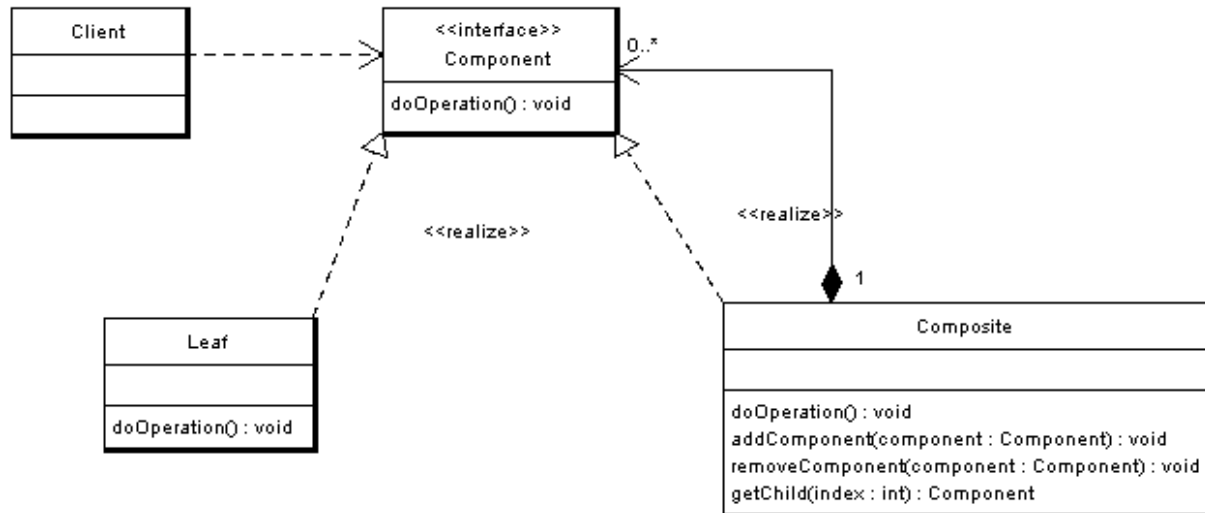 Client
<<interface>>
Component
0..*
doOperation() : void
<<realize>>
<<realize>>
1
Leaf
doOperation() : void
Composite
doOperation() : void
addComponent(component : Component) : void
removeComponent(component : Component) : void
getChild(index : int) : Component